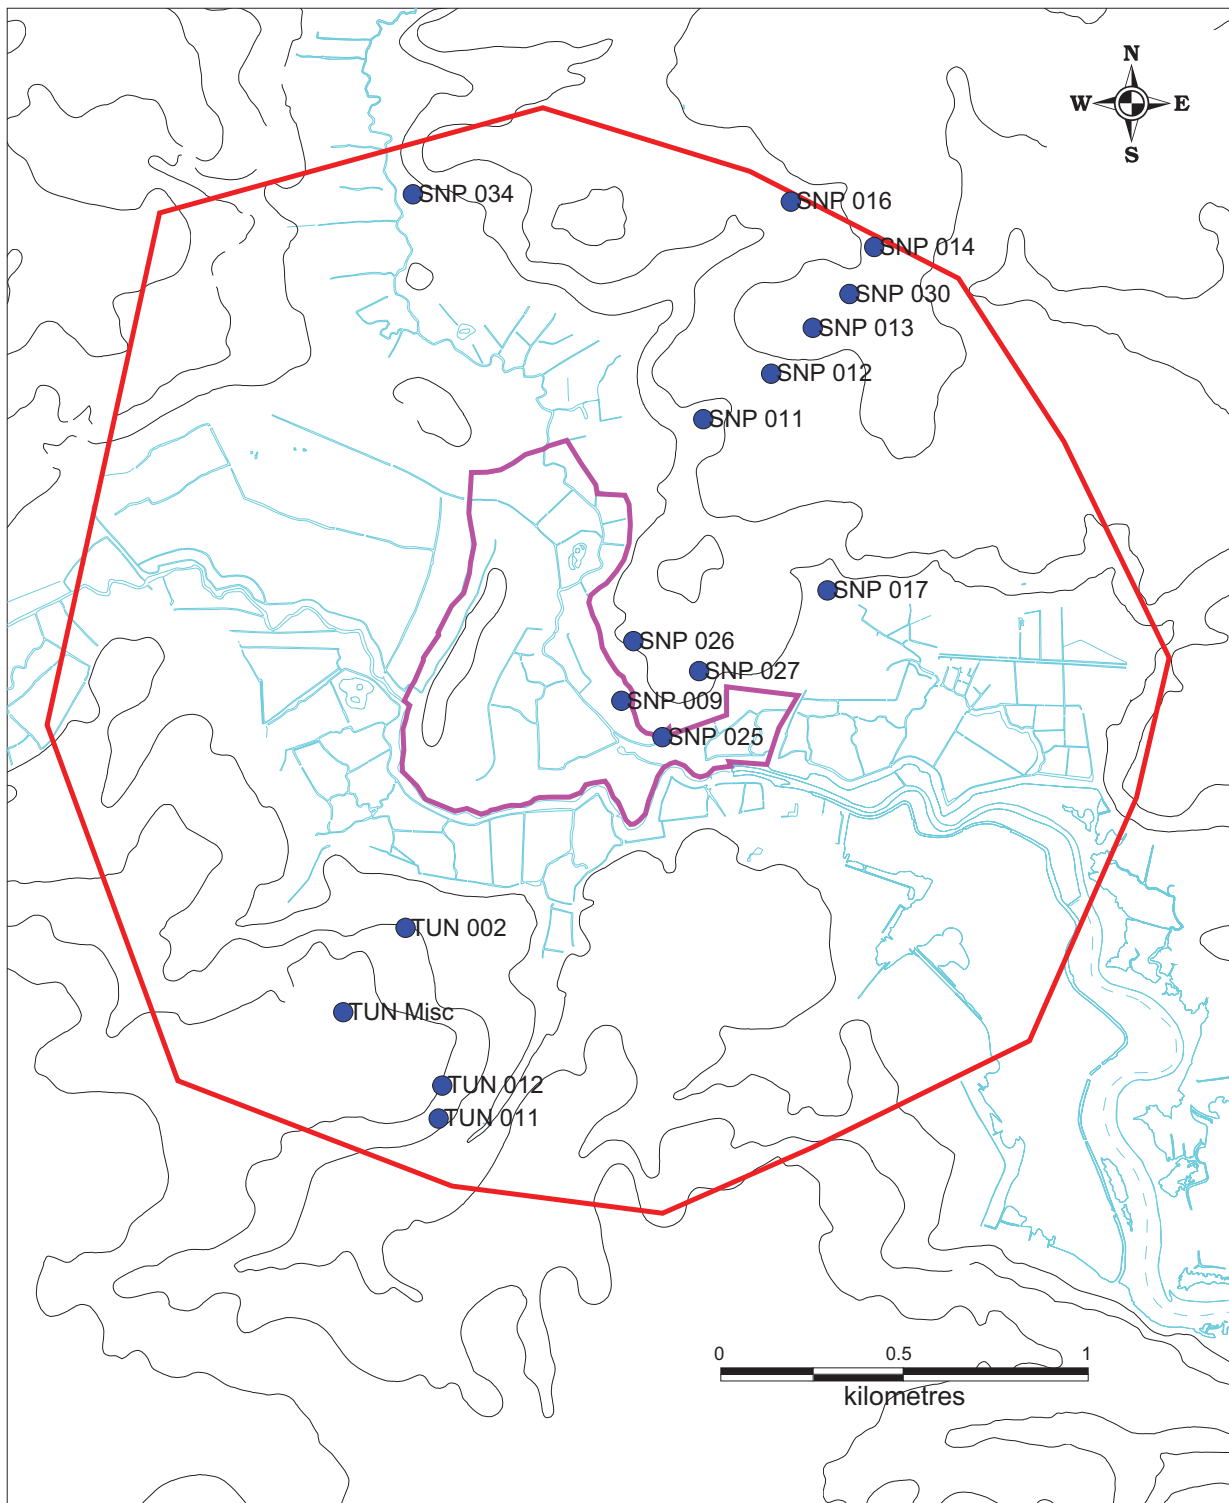 N
W E
S
SNP 034
SNP 016
SNP 014
SNP 030
SNP 013
SNP 012
SNP 011
SNP 017
SNP 026
SNP 027
SNP 009
SNP 025
TUN 002
TUN Misc
TUN 012
TUN 011
0 0.5 1
kilometres